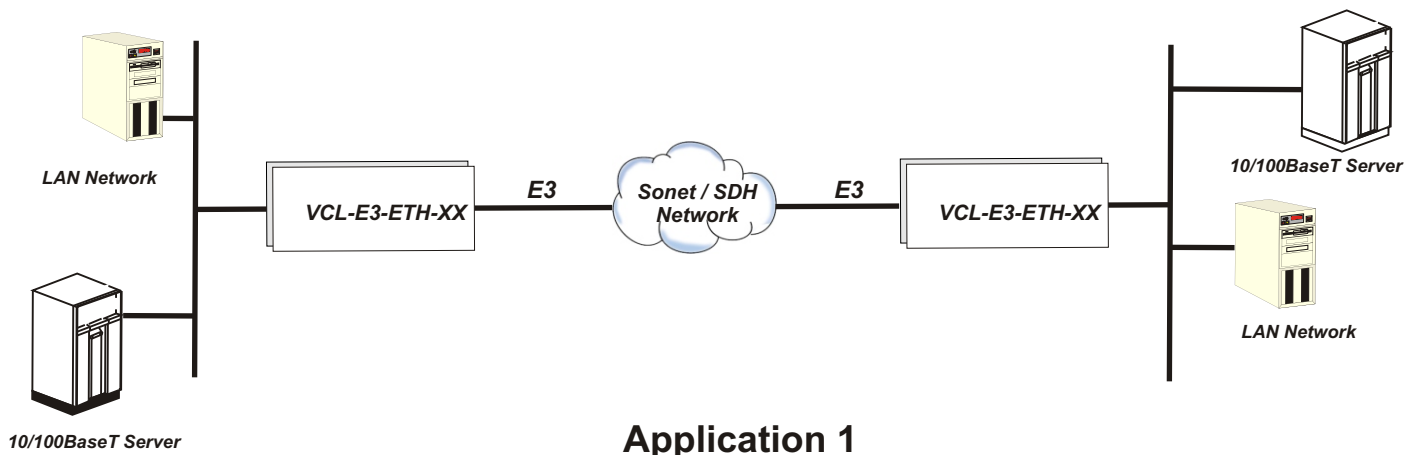 LAN Network
10/100BaseT Server
VCL-E3-ETH-XX
E3
Sonet / SDH
Network
E3
VCL-E3-ETH-XX
10/100BaseT Server
LAN Network
Application 1